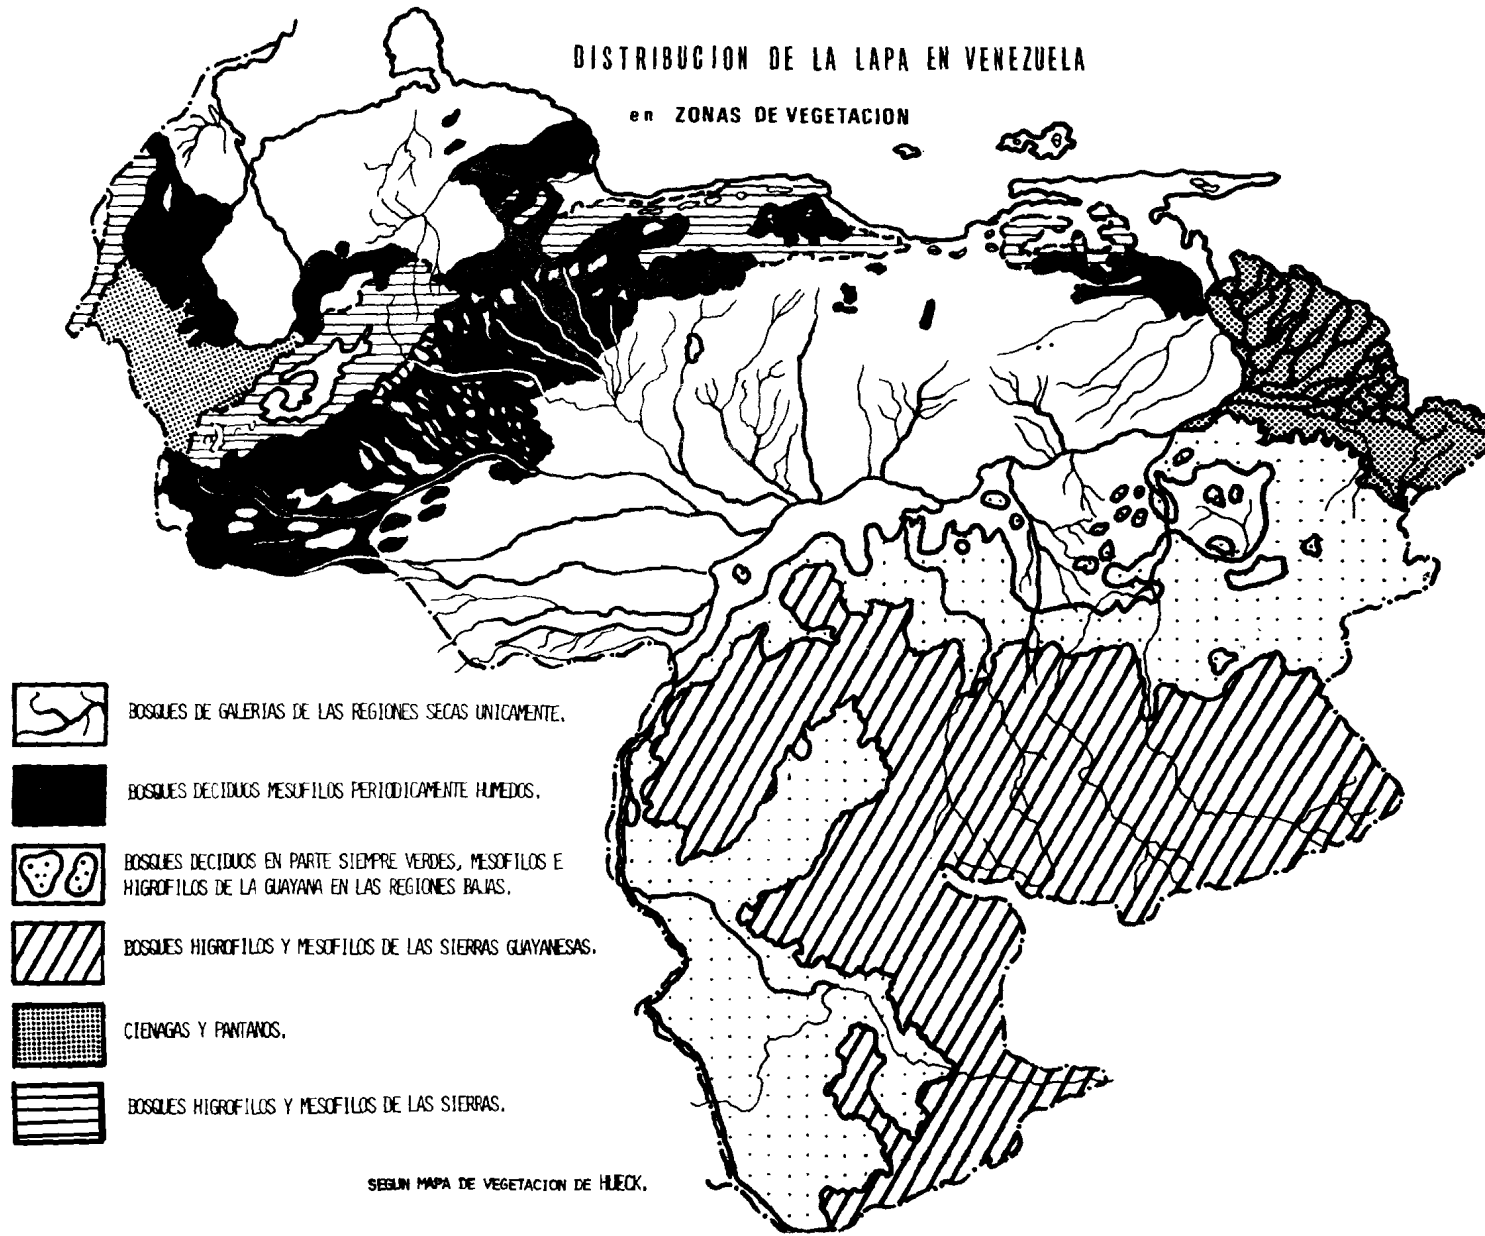 DISTRIBUCION DE LA LAPA EN VENEZUELA
en ZONAS DE VEGETACION
BOSQUES DE GALERIAS DE LAS REGIONES SECAS UNICAMENTE.
BOSQUES DECIDUOS MESOFILOS PERIODICAMENTE HUMEDOS.
BOSQUES DECIDUOS EN PARTE SIEMPRE VERDES, MESOFILOS E
HIGROFILOS DE LA GUAYANA EN LAS REGIONES BAJAS.
BOSQUES HIGROFILOS Y MESOFILOS DE LAS SIERRAS GUAYANESAS.
CIENAGAS Y PANTANOS.
BOSQUES HIGROFILOS Y MESOFILOS DE LAS SIERRAS.
SEGUN MAPA DE VEGETACION DE HUECK.